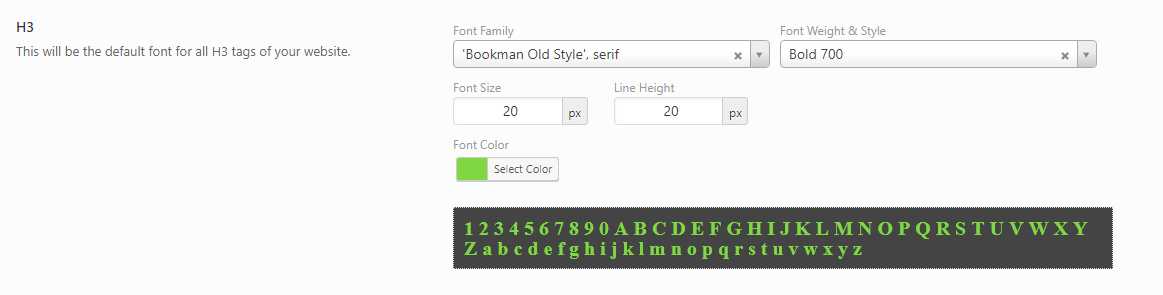 H3
This will be the default font for all H3 tags of your website.
Font Family
Font Weight & Style
'Bookman Old Style', serif
Bold 700
Font Size
Line Height
20 px
20 px
Font Color
Select Color
1 2 3 4 5 6 7 8 9 0 A B C D E F G H I J K L M N O P Q R S T U V W X Y
Z a b c d e f g h i j k l m n o p q r s t u v w x y z